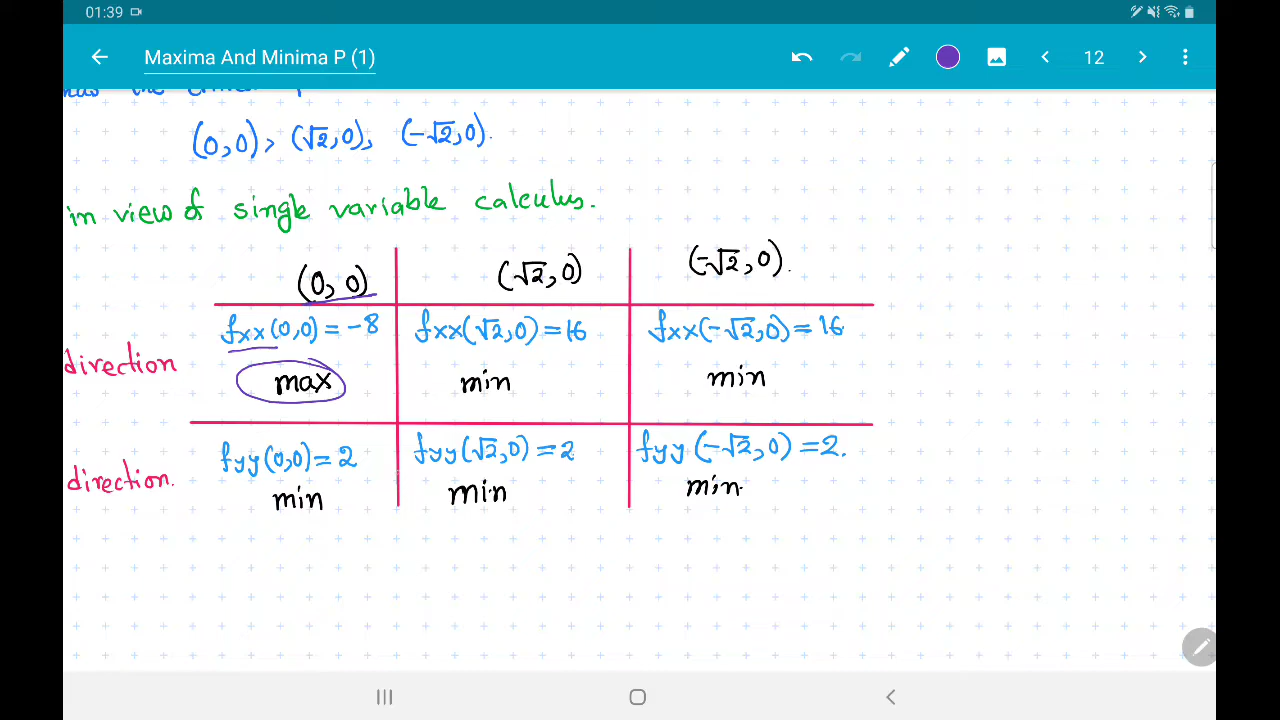 01:39
Maxima And Minima P (1)
12
has the
(0,0), (√2,0), (-√2,0).
in view of single variable calculus.
(0, 0) (√2,0) (-√2,0).
direction fxx(0,0) = -8 fxx(√2,0) = 16 fxx(-√2,0) = 16
max min min
direction. fyy(0,0) = 2 fyy(√2,0) = 2 fyy(-√2,0) = 2.
min min min.